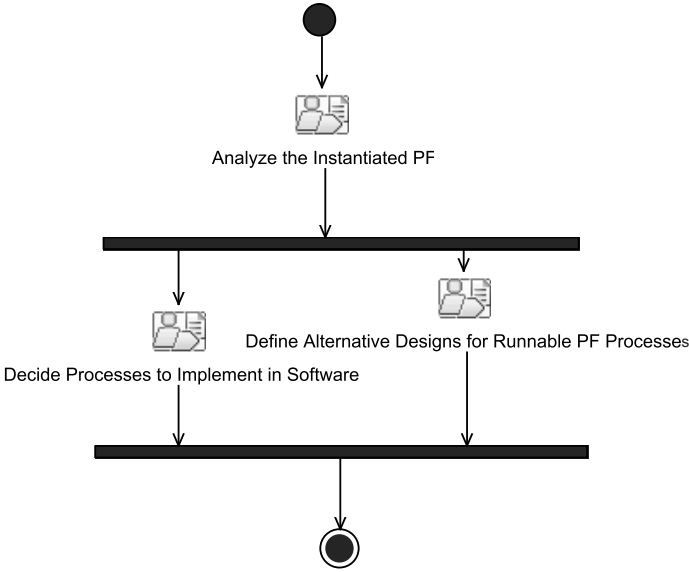 Analyze the Instantiated PF
Define Alternative Designs for Runnable PF Processes
Decide Processes to Implement in Software